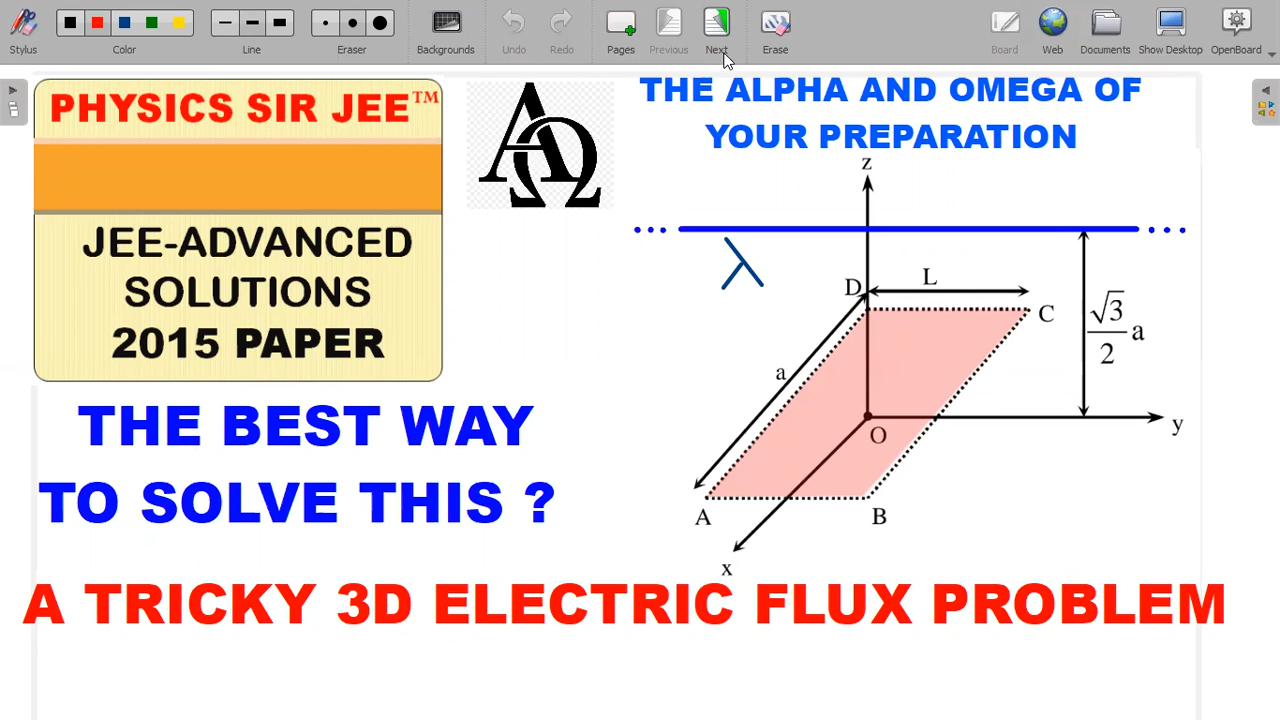 Stylus
Color
Line
Eraser
Backgrounds
Undo
Redo
Pages
Previous
Next
Erase
Board
Web
Documents
Show Desktop
OpenBoard
PHYSICS SIR JEE™
JEE-ADVANCED
SOLUTIONS
2015 PAPER
ΑΩ
THE ALPHA AND OMEGA OF
YOUR PREPARATION
z
λ
D
L
C
√3/2 a
a
O
y
A
B
x
THE BEST WAY
TO SOLVE THIS ?
A TRICKY 3D ELECTRIC FLUX PROBLEM